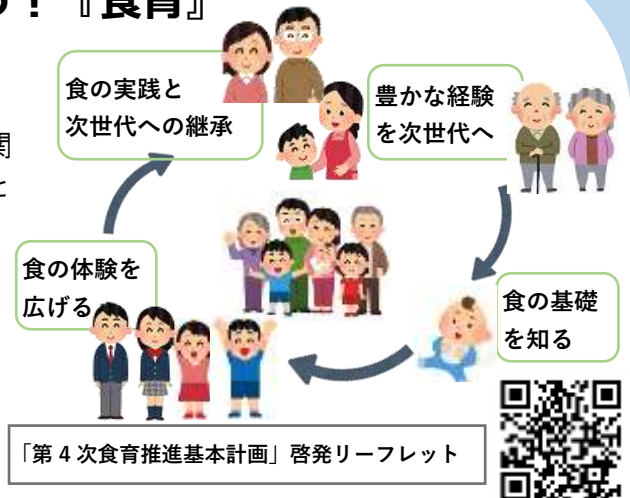 ！『食育』
食の実践と
次世代への継承
豊かな経験
を次世代へ
関
と
食の体験を
広げる
食の基礎
を知る
「第４次食育推進基本計画」啓発リーフレット